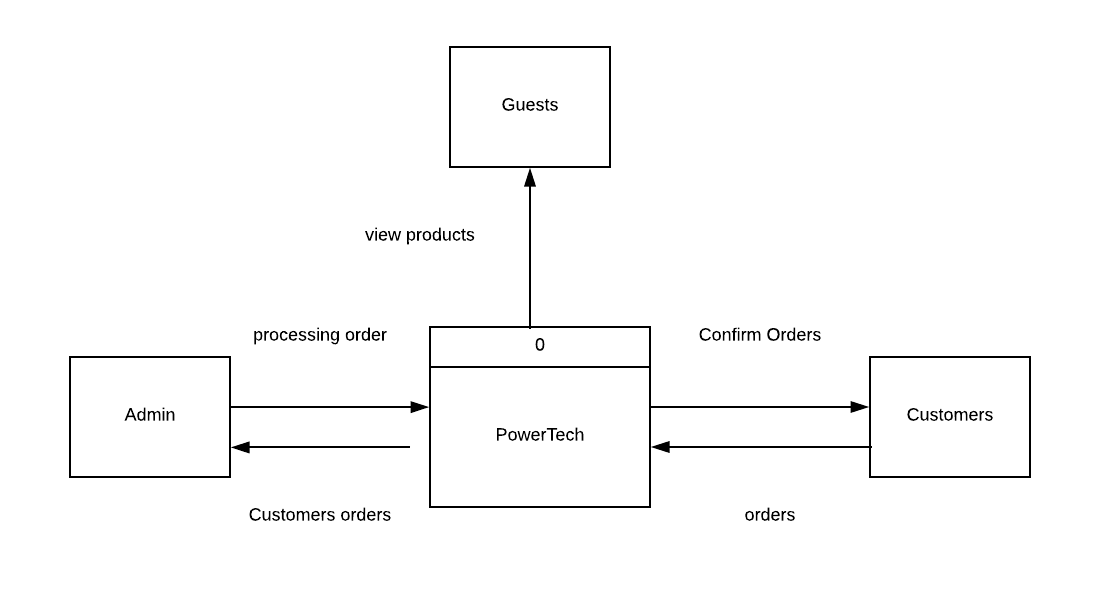 Guests
view products
processing order
0
Confirm Orders
Admin
PowerTech
Customers
Customers orders
orders